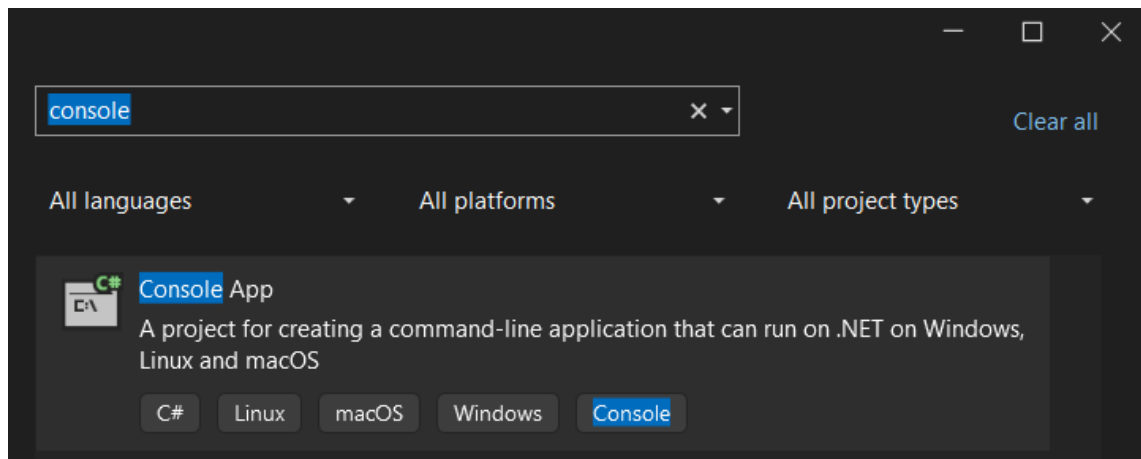 console
Clear all
All languages All platforms All project types
C#
C:\
Console App
A project for creating a command-line application that can run on .NET on Windows,
Linux and macOS
C# Linux macOS Windows Console